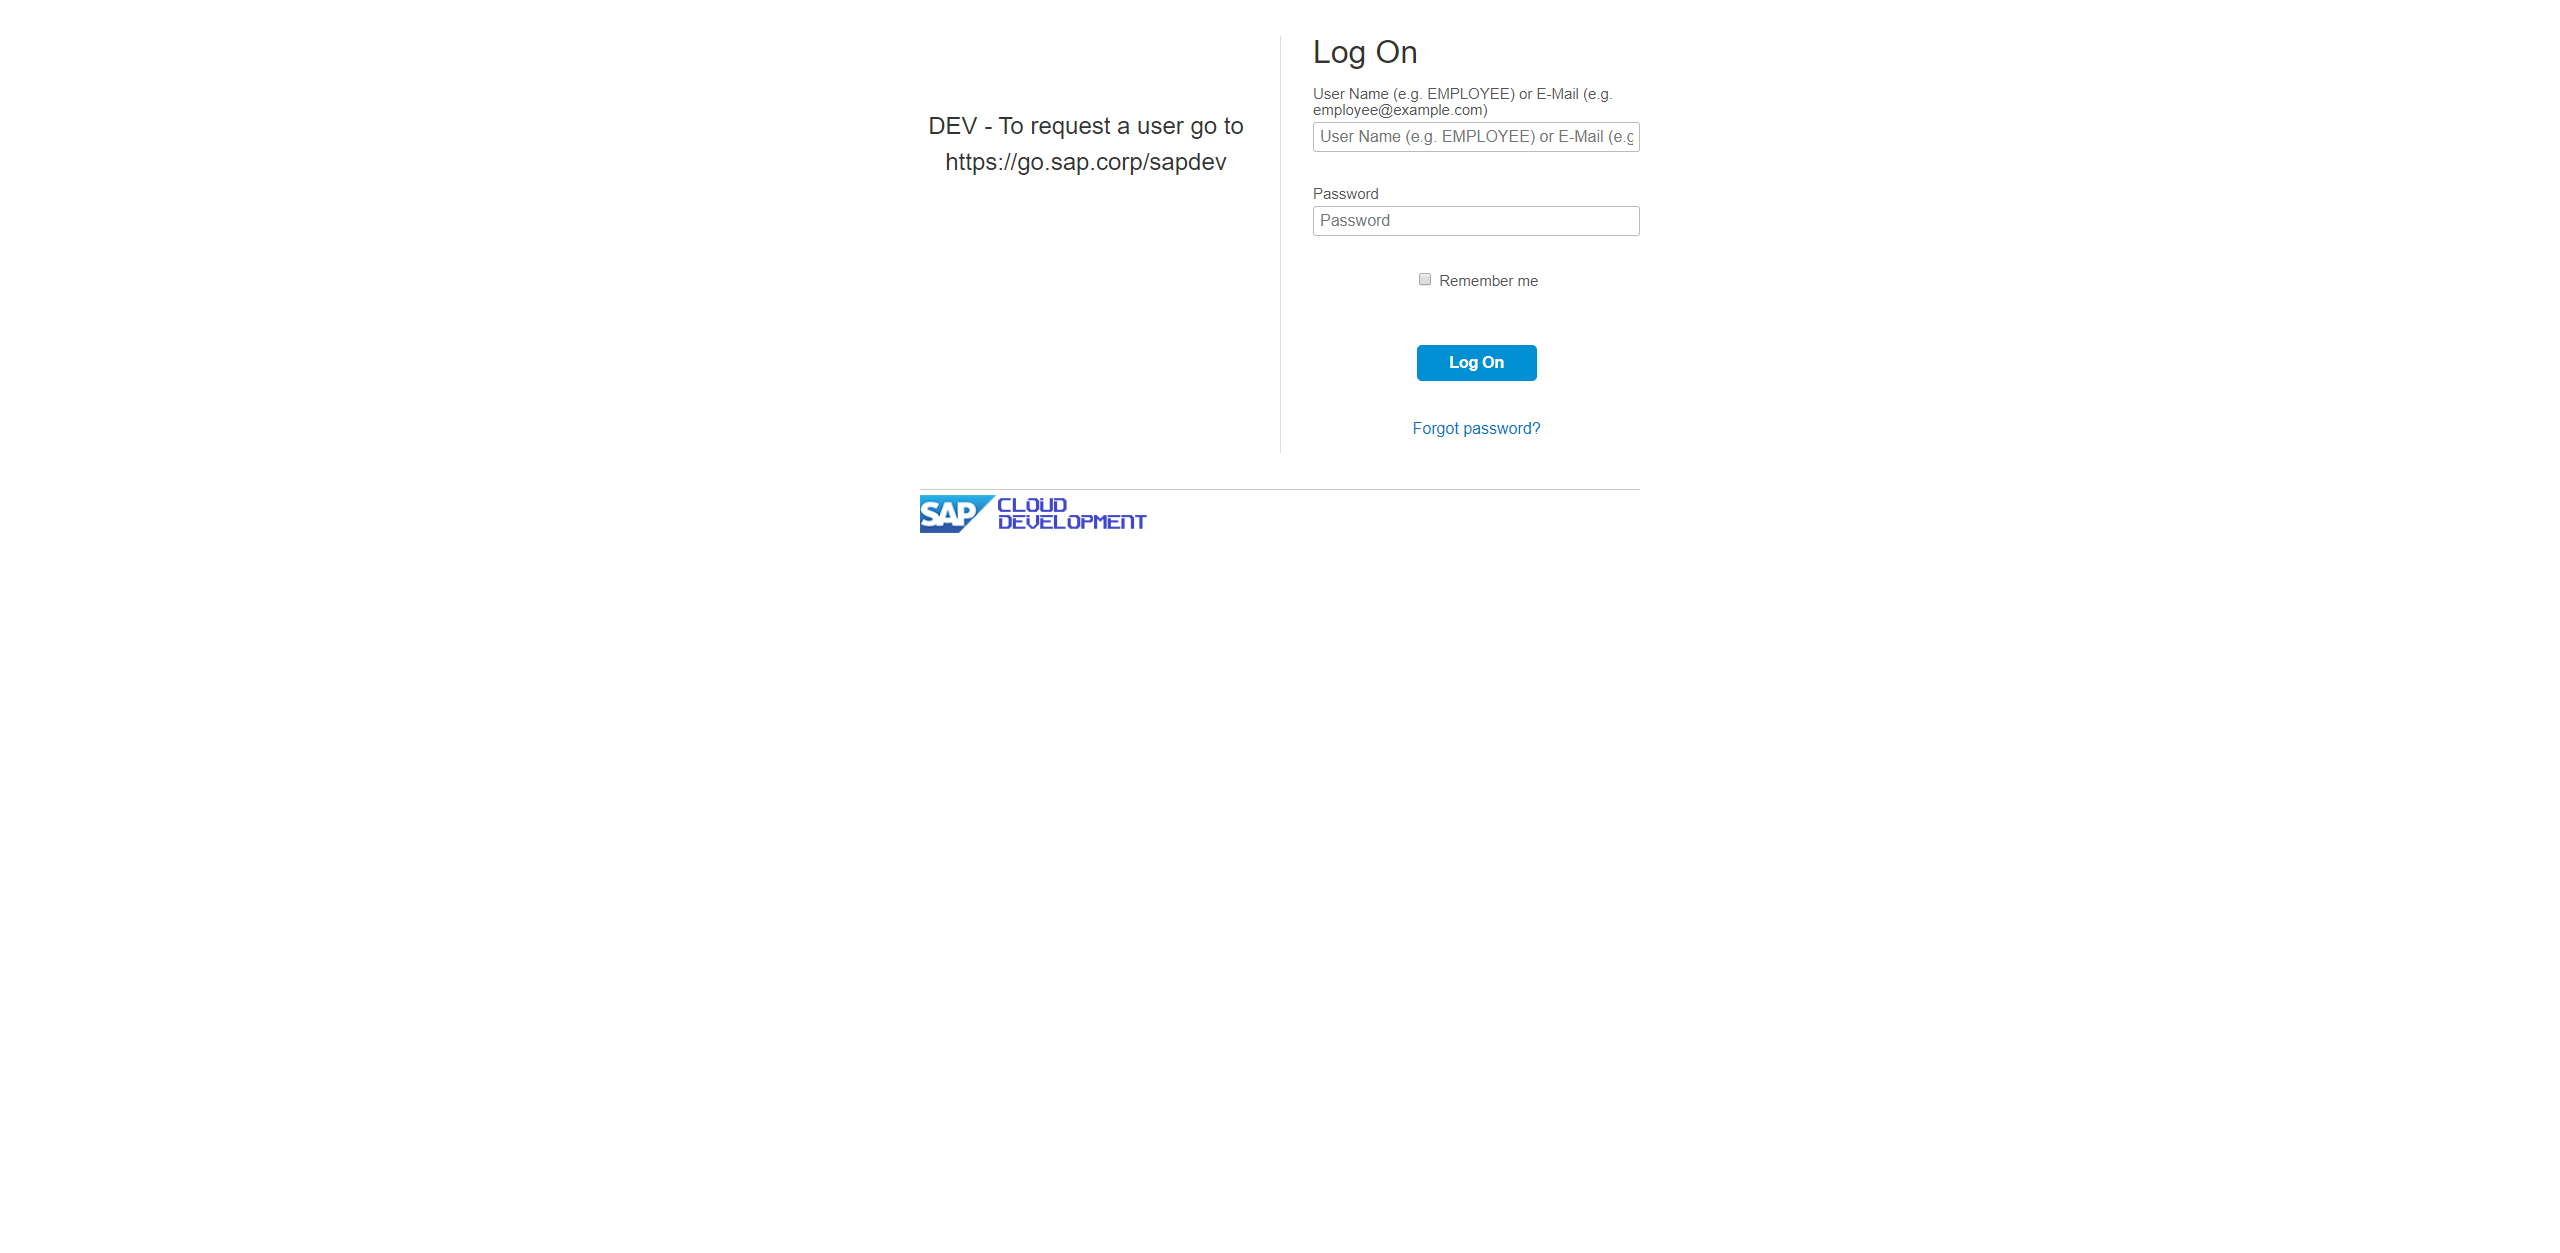 DEV - To request a user go to
https://go.sap.corp/sapdev
Log On
User Name (e.g. EMPLOYEE) or E-Mail (e.g.
employee@example.com)
User Name (e.g. EMPLOYEE) or E-Mail (e.g
Password
Password
Remember me
Log On
Forgot password?
SAP CLOUD
DEVELOPMENT